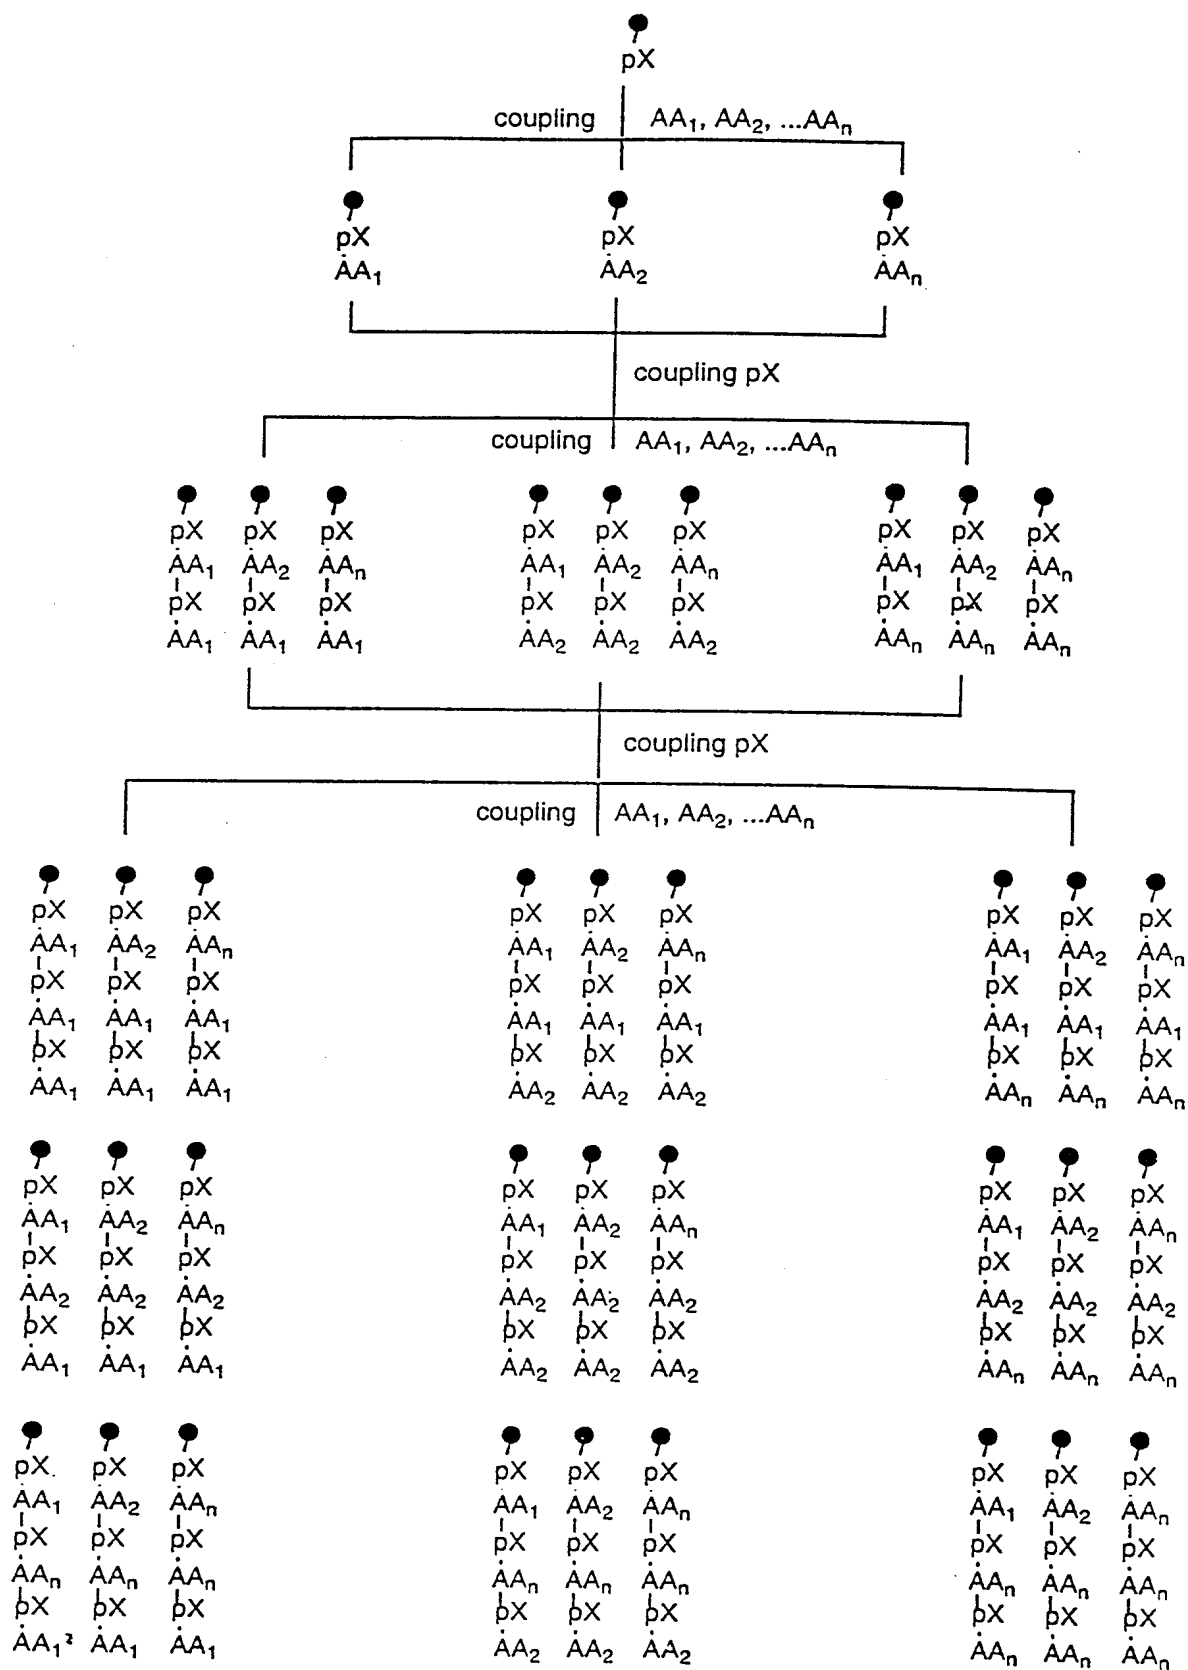 pX
coupling AA₁, AA₂, ...AAₙ
pX pX pX
AA₁ AA₂ AAₙ
coupling pX
coupling AA₁, AA₂, ...AAₙ
pX pX pX pX pX pX pX pX pX
AA₁ AA₂ AAₙ AA₁ AA₂ AAₙ AA₁ AA₂ AAₙ
pX pX pX pX pX pX pX pX pX
AA₁ AA₁ AA₁ AA₂ AA₂ AA₂ AAₙ AAₙ AAₙ
coupling pX
coupling AA₁, AA₂, ...AAₙ
pX pX pX pX pX pX pX pX pX
AA₁ AA₂ AAₙ AA₁ AA₂ AAₙ AA₁ AA₂ AAₙ
pX pX pX pX pX pX pX pX pX
AA₁ AA₁ AA₁ AA₁ AA₁ AA₁ AA₁ AA₁ AA₁
pX pX pX pX pX pX pX pX pX
AA₁ AA₁ AA₁ AA₂ AA₂ AA₂ AAₙ AAₙ AAₙ
pX pX pX pX pX pX pX pX pX
AA₁ AA₂ AAₙ AA₁ AA₂ AAₙ AA₁ AA₂ AAₙ
pX pX pX pX pX pX pX pX pX
AA₂ AA₂ AA₂ AA₂ AA₂ AA₂ AA₂ AA₂ AA₂
pX pX pX pX pX pX pX pX pX
AA₁ AA₁ AA₁ AA₂ AA₂ AA₂ AAₙ AAₙ AAₙ
pX pX pX pX pX pX pX pX pX
AA₁ AA₂ AAₙ AA₁ AA₂ AAₙ AA₁ AA₂ AAₙ
pX pX pX pX pX pX pX pX pX
AAₙ AAₙ AAₙ AAₙ AAₙ AAₙ AAₙ AAₙ AAₙ
pX pX pX pX pX pX pX pX pX
AA₁ AA₁ AA₁ AA₂ AA₂ AA₂ AAₙ AAₙ AAₙ